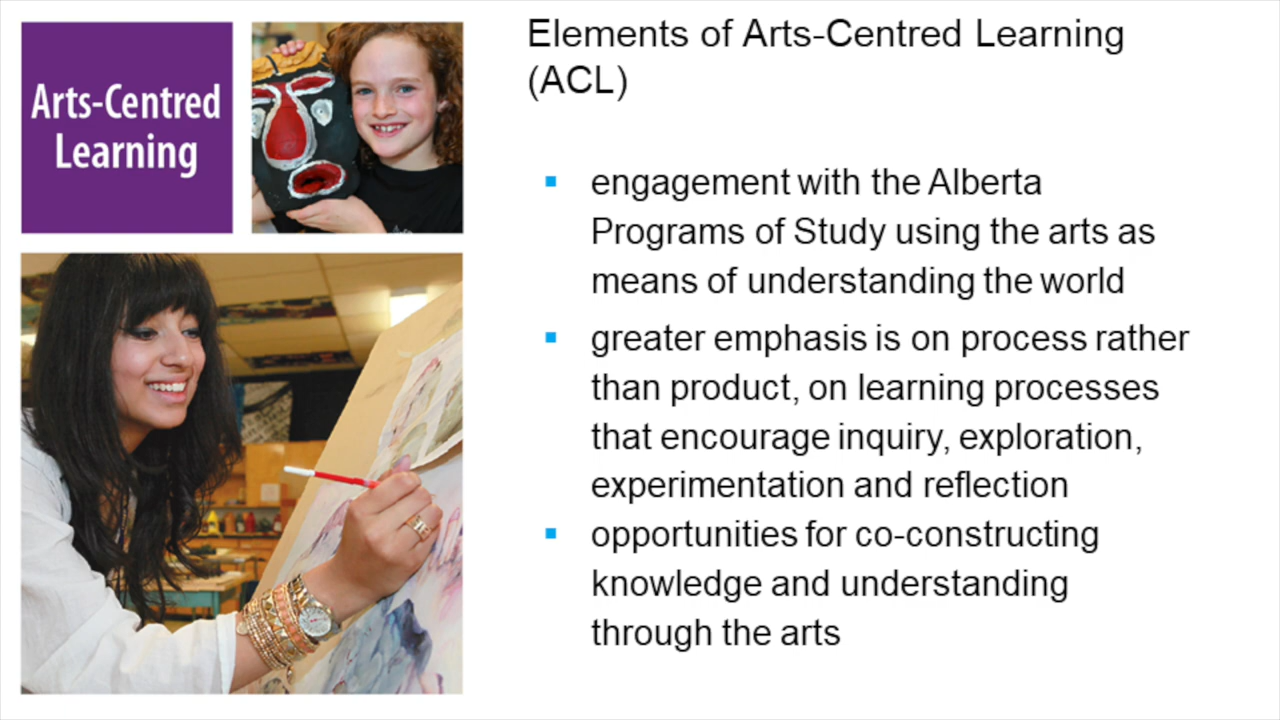 Arts-Centred
Learning
Elements of Arts-Centred Learning
(ACL)
engagement with the Alberta
Programs of Study using the arts as
means of understanding the world
greater emphasis is on process rather
than product, on learning processes
that encourage inquiry, exploration,
experimentation and reflection
opportunities for co-constructing
knowledge and understanding
through the arts